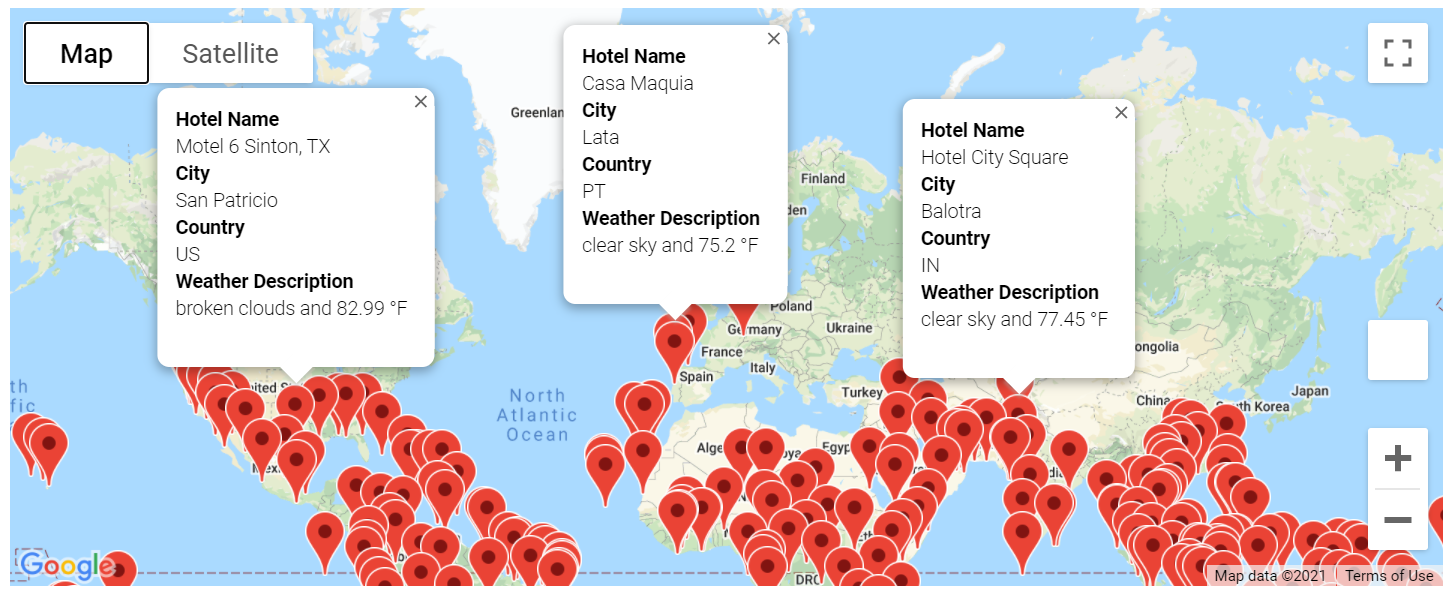 Map
Satellite
Hotel Name
Motel 6 Sinton, TX
City
San Patricio
Country
US
Weather Description
broken clouds and 82.99 °F
Hotel Name
Casa Maquia
City
Lata
Country
PT
Weather Description
clear sky and 75.2 °F
Hotel Name
Hotel City Square
City
Balotra
Country
IN
Weather Description
clear sky and 77.45 °F
Greenlan
Finland
den
Poland
Germany
Ukraine
France
Italy
Spain
Turkey
ongolia
Japan
China
South Korea
th
fic
North
Atlantic
Ocean
nited S
Mexi
Alge
bya
Egyp
DRC
Google
Map data ©2021
Terms of Use